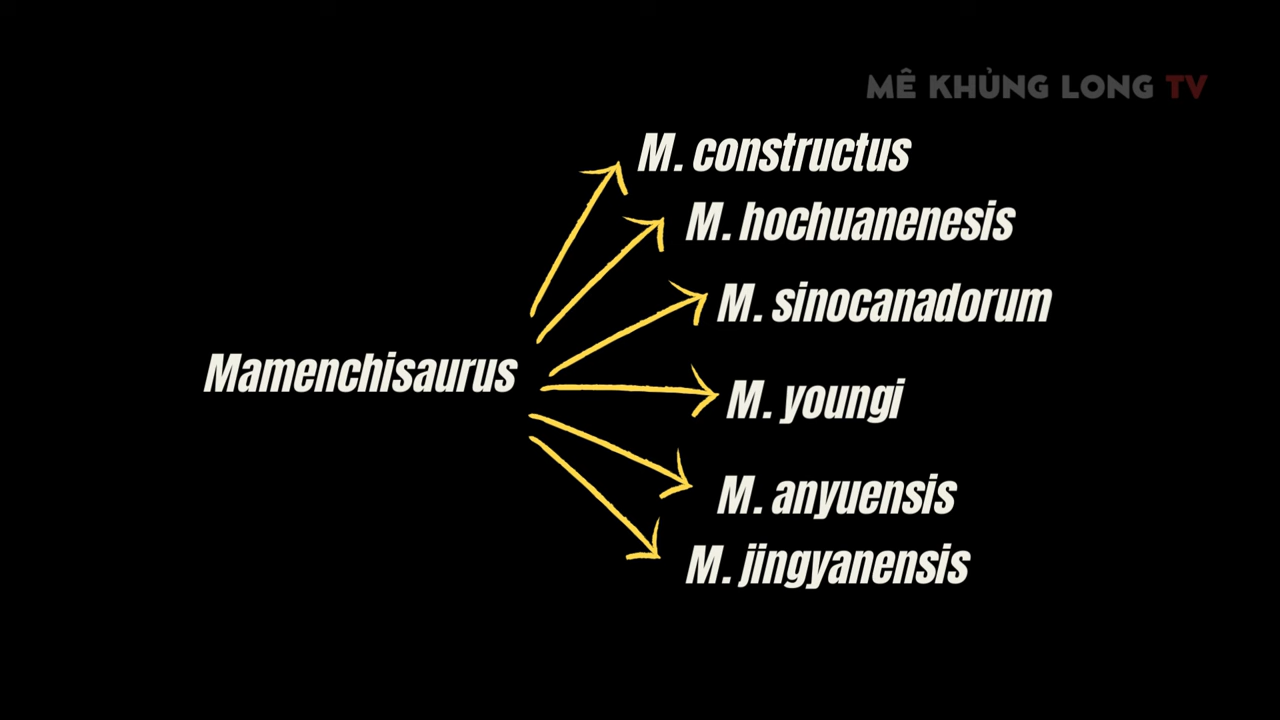 MÊ KHỦNG LONG TV
M. constructus
M. hochuanenesis
M. sinocanadorum
Mamenchisaurus
M. youngi
M. anyuensis
M. jingyanensis